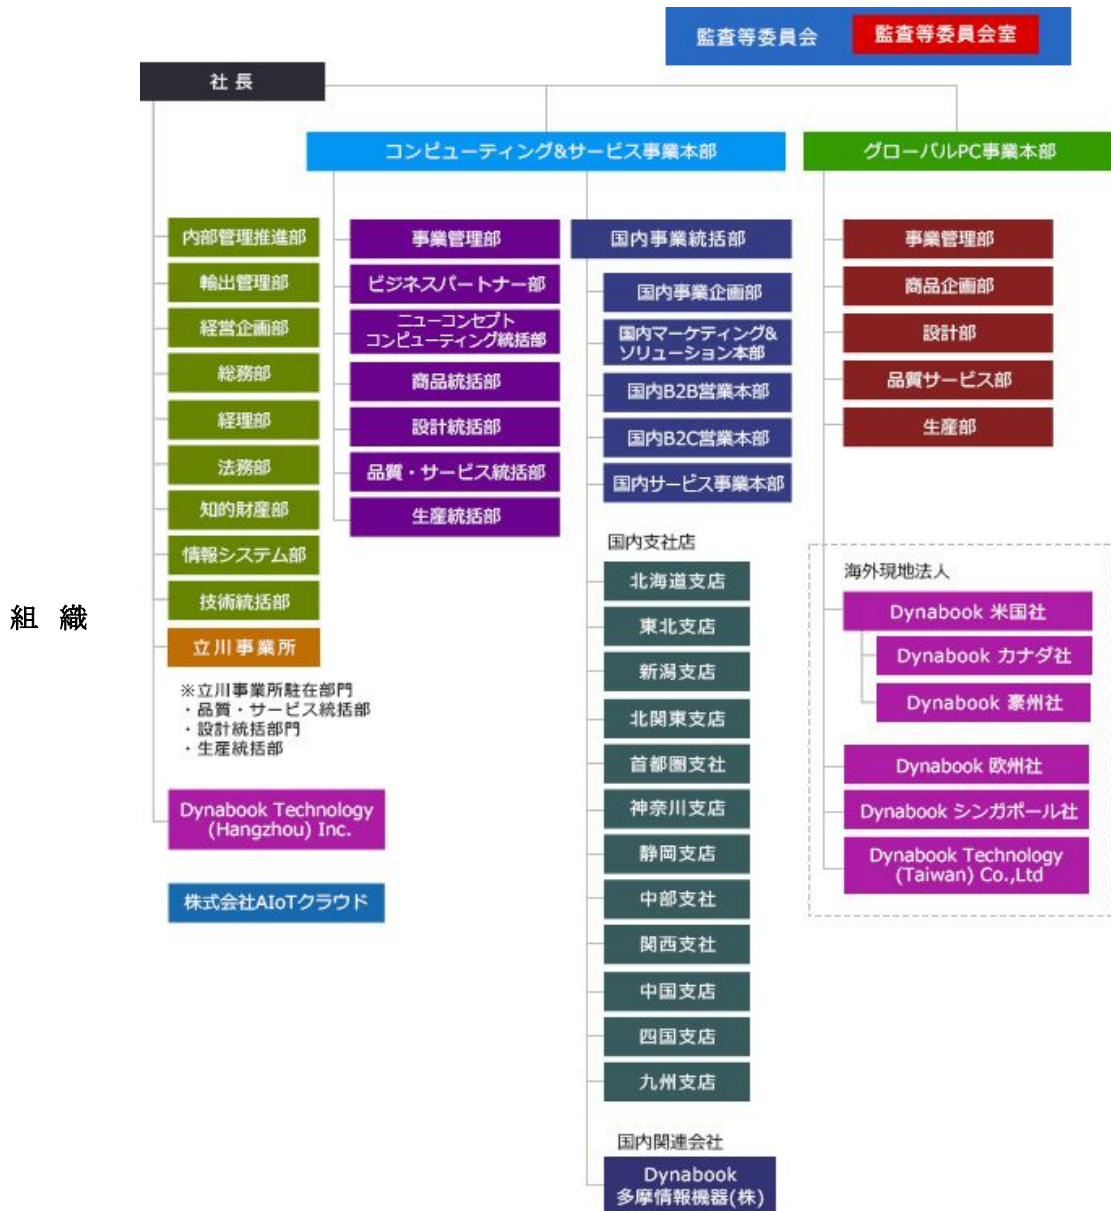 監査等委員会
監査等委員会室
社 長
コンピューティング&サービス事業本部
グローバルPC事業本部
内部管理推進部
輸出管理部
経営企画部
総務部
経理部
法務部
知的財産部
情報システム部
技術統括部
立川事業所
※立川事業所駐在部門
・品質・サービス統括部
・設計統括部門
・生産統括部
Dynabook Technology
(Hangzhou) Inc.
株式会社AIoTクラウド
事業管理部
ビジネスパートナー部
ニューコンセプト
コンピューティング統括部
商品統括部
設計統括部
品質・サービス統括部
生産統括部
国内事業統括部
国内事業企画部
国内マーケティング&
ソリューション本部
国内B2B営業本部
国内B2C営業本部
国内サービス事業本部
国内支社店
北海道支店
東北支店
新潟支店
北関東支店
首都圏支社
神奈川支店
静岡支店
中部支社
関西支社
中国支店
四国支店
九州支店
国内関連会社
Dynabook
多摩情報機器(株)
事業管理部
商品企画部
設計部
品質サービス部
生産部
海外現地法人
Dynabook 米国社
Dynabook カナダ社
Dynabook 豪州社
Dynabook 欧州社
Dynabook シンガポール社
Dynabook Technology
(Taiwan) Co.,Ltd
組 織